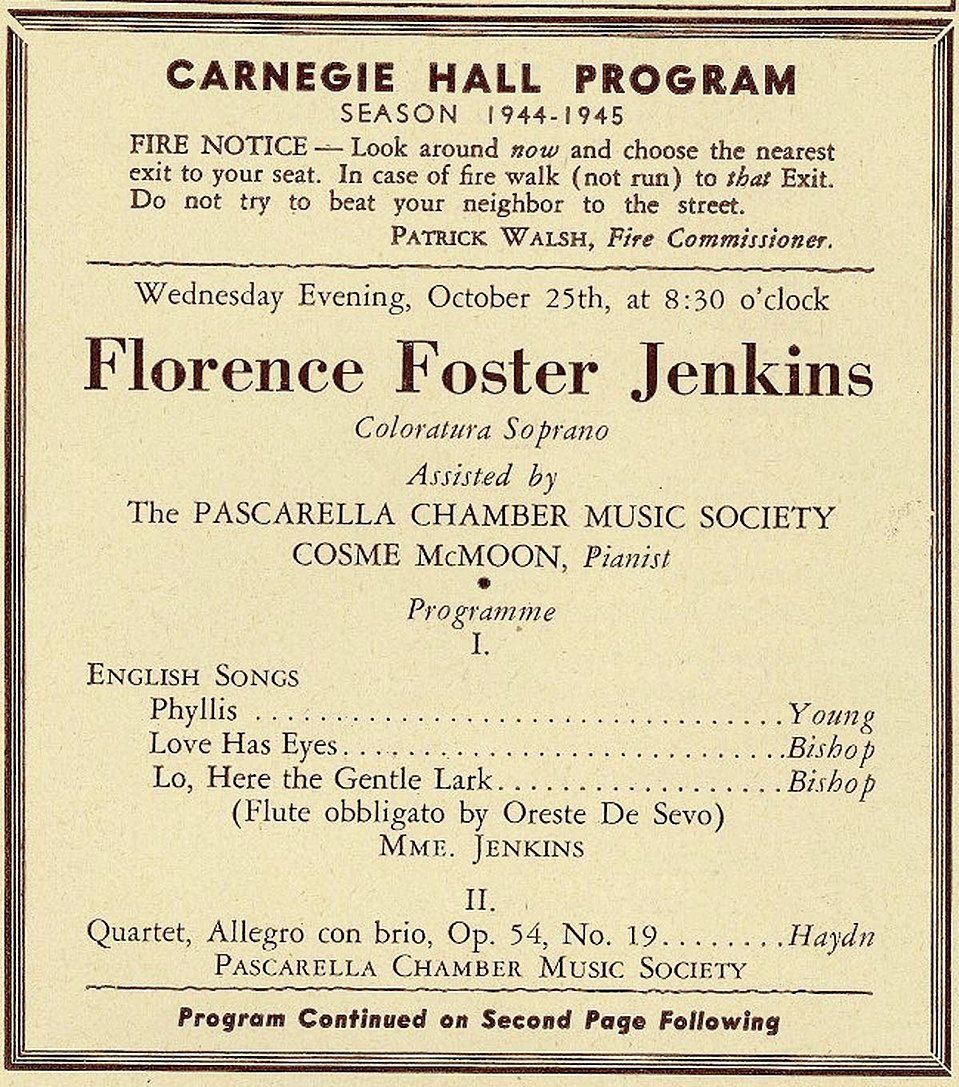 CARNEGIE HALL PROGRAM
SEASON 1944-1945
FIRE NOTICE — Look around now and choose the nearest
exit to your seat. In case of fire walk (not run) to that Exit.
Do not try to beat your neighbor to the street.
PATRICK WALSH, Fire Commissioner.
Wednesday Evening, October 25th, at 8:30 o'clock
Florence Foster Jenkins
Coloratura Soprano
Assisted by
The PASCARELLA CHAMBER MUSIC SOCIETY
COSME McMOON, Pianist
•
Programme
I.
ENGLISH SONGS
Phyllis ................................Young
Love Has Eyes..........................Bishop
Lo, Here the Gentle Lark.................Bishop
(Flute obbligato by Oreste De Sevo)
MME. JENKINS
II.
Quartet, Allegro con brio, Op. 54, No. 19........Haydn
PASCARELLA CHAMBER MUSIC SOCIETY
Program Continued on Second Page Following